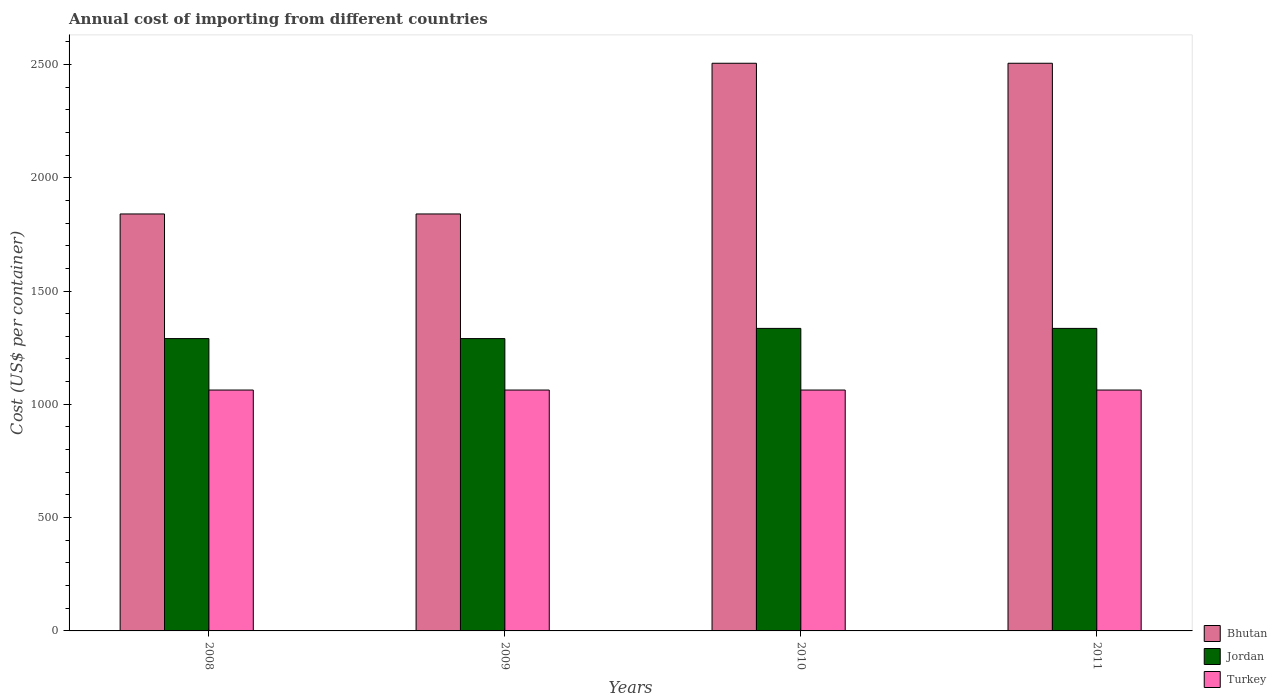 Annual cost of importing from different countries
Cost (US$ per container)
2500
2000
1500
1000
500
0
2008
2009
2010
2011
Years
Bhutan
Jordan
Turkey